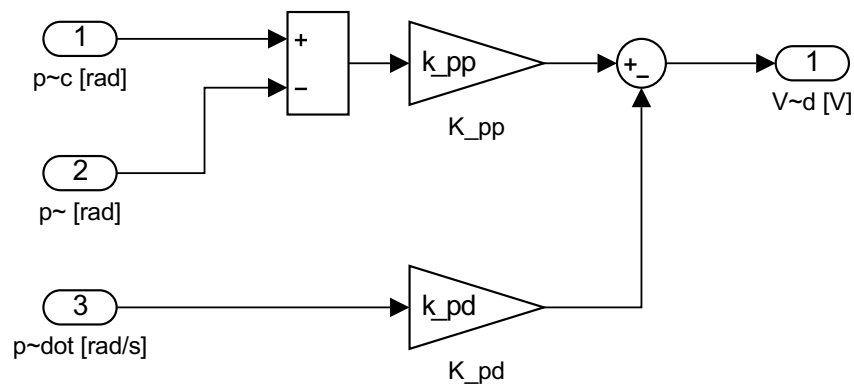 1
p~c [rad]
+
−
k_pp
K_pp
+
−
1
V~d [V]
2
p~ [rad]
3
p~dot [rad/s]
k_pd
K_pd